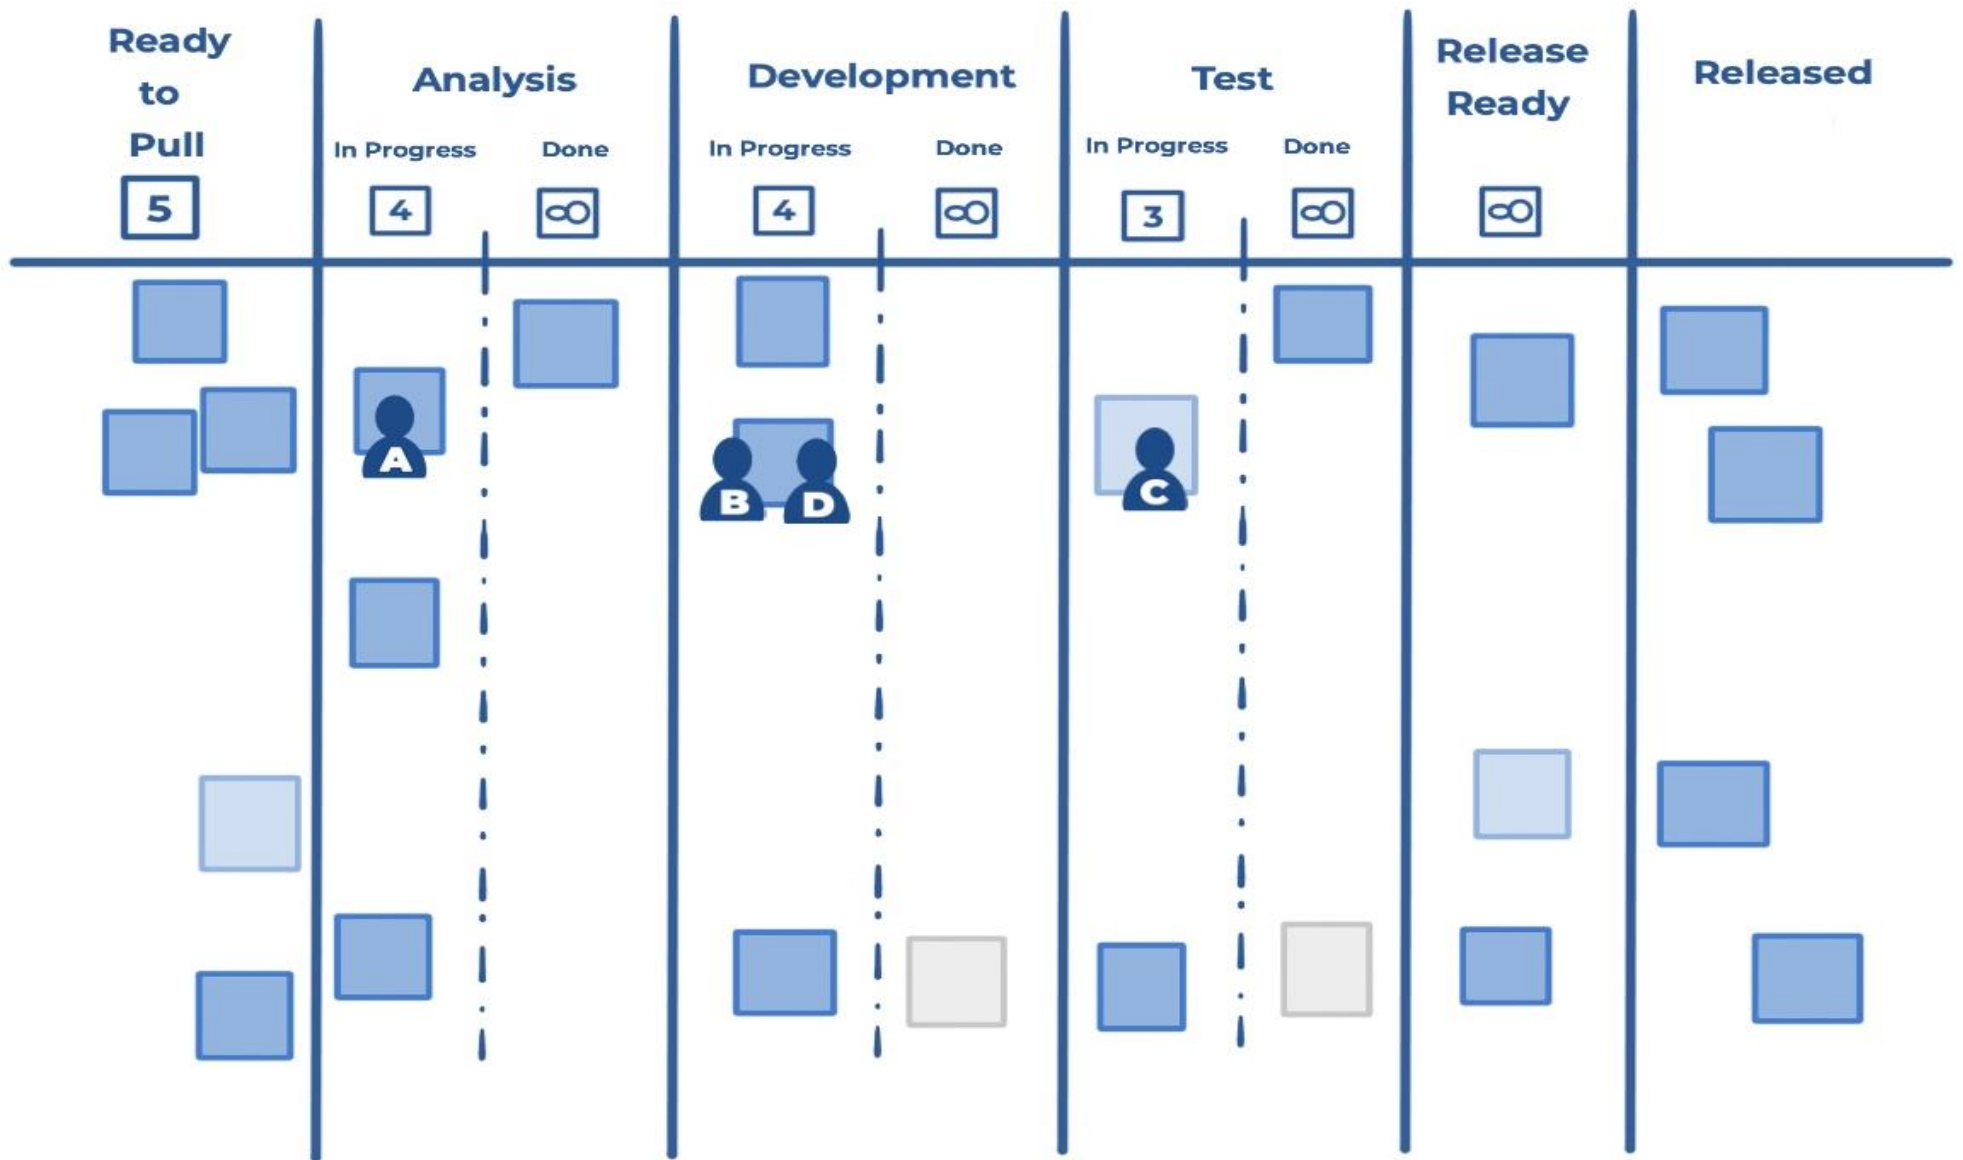 Ready
to
Pull
5
Analysis
In Progress
Done
4
∞
Development
In Progress
Done
4
∞
Test
In Progress
Done
3
∞
Release
Ready
∞
Released
A
B
D
C